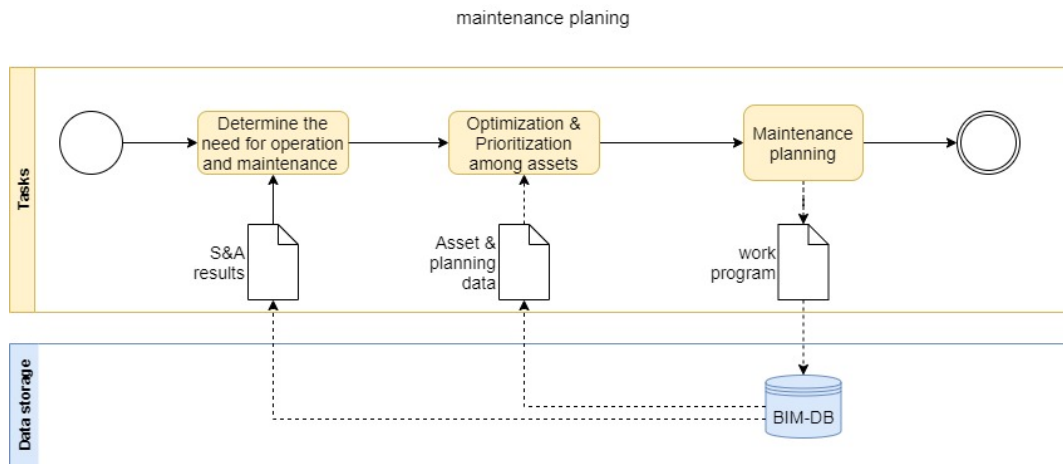 maintenance planing
Tasks
Determine the
need for operation
and maintenance
Optimization &
Prioritization
among assets
Maintenance
planning
S&A
results
Asset &
planning
data
work
program
Data storage
BIM-DB